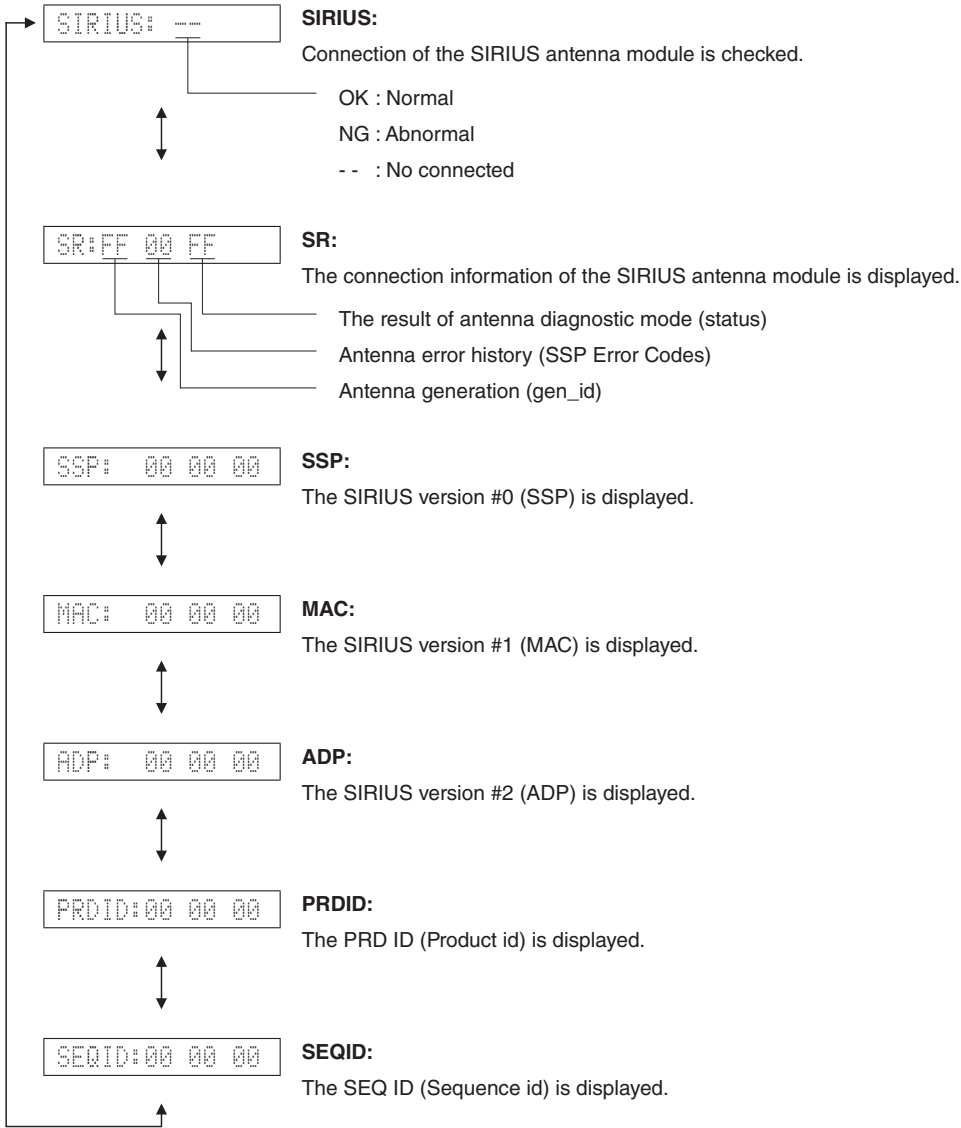 SIRIUS: --
SIRIUS:
Connection of the SIRIUS antenna module is checked.
OK : Normal
NG : Abnormal
- - : No connected
SR:FF 00 FF
SR:
The connection information of the SIRIUS antenna module is displayed.
The result of antenna diagnostic mode (status)
Antenna error history (SSP Error Codes)
Antenna generation (gen_id)
SSP: 00 00 00
SSP:
The SIRIUS version #0 (SSP) is displayed.
MAC: 00 00 00
MAC:
The SIRIUS version #1 (MAC) is displayed.
ADP: 00 00 00
ADP:
The SIRIUS version #2 (ADP) is displayed.
PRDID:00 00 00
PRDID:
The PRD ID (Product id) is displayed.
SEQID:00 00 00
SEQID:
The SEQ ID (Sequence id) is displayed.